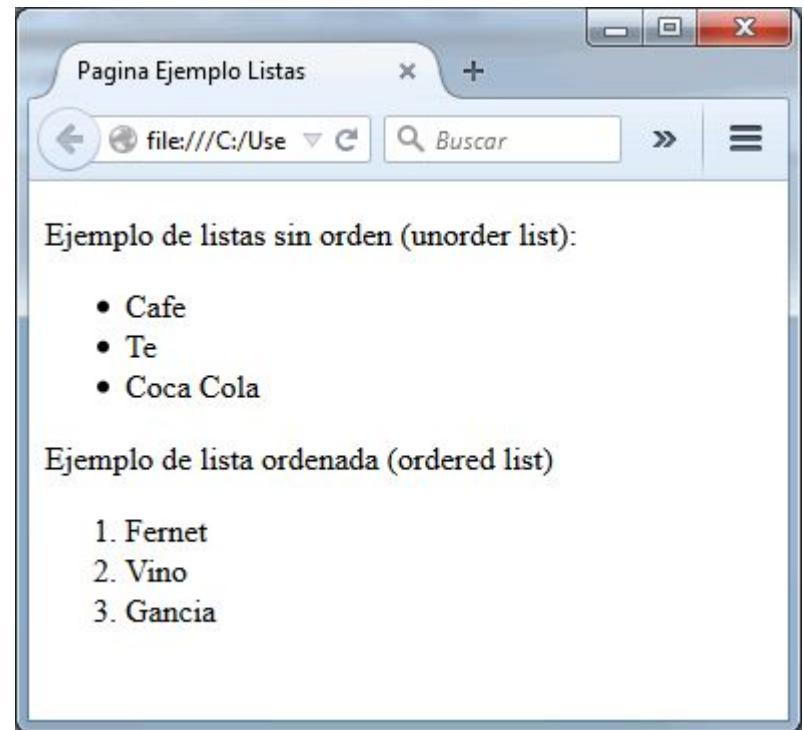 Pagina Ejemplo Listas
file:///C:/Use
Buscar
Ejemplo de listas sin orden (unorder list):
• Cafe
• Te
• Coca Cola
Ejemplo de lista ordenada (ordered list)
1. Fernet
2. Vino
3. Gancia